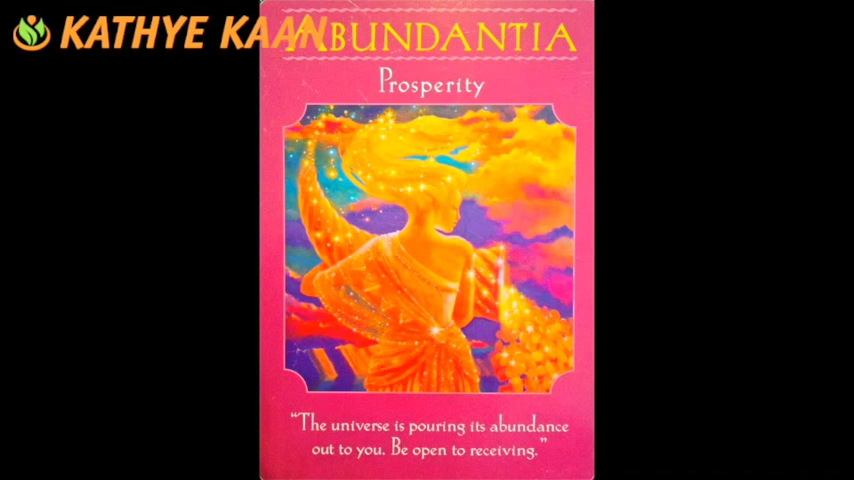 KATHYE KAAN
ABUNDANTIA
Prosperity
“The universe is pouring its abundance
out to you. Be open to receiving.”